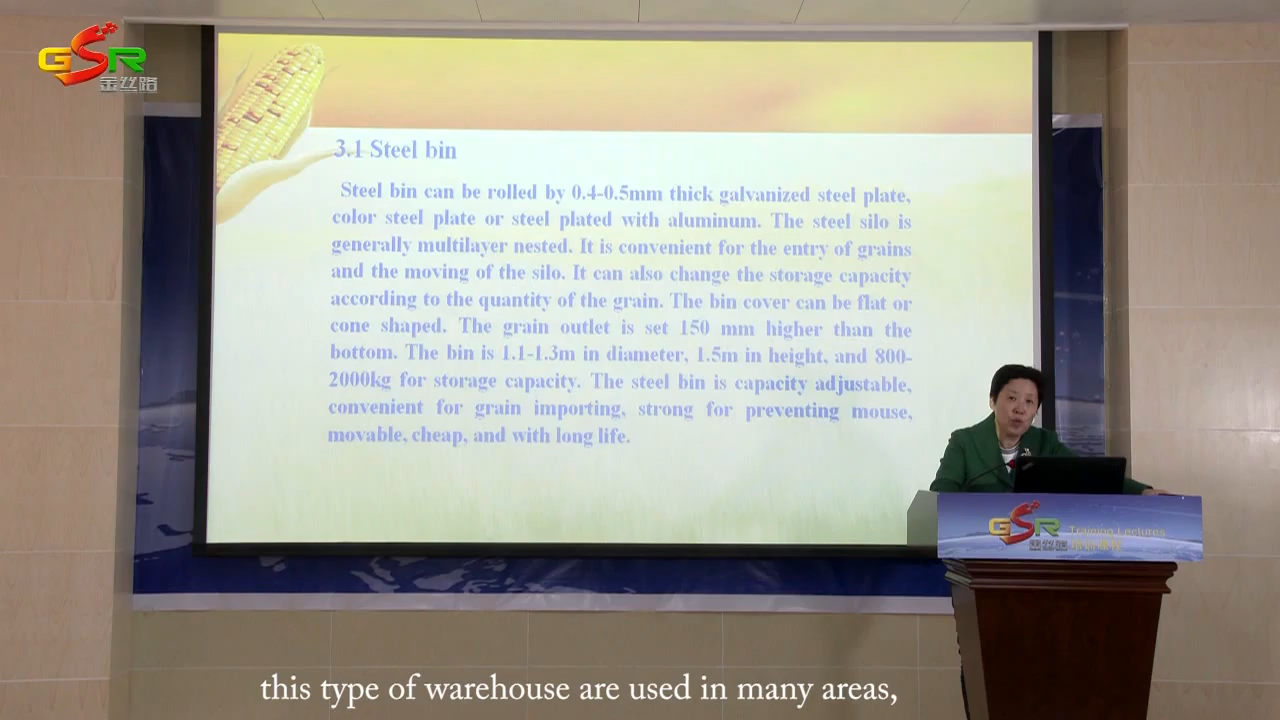 GSR
金丝路
3.1 Steel bin
Steel bin can be rolled by 0.4-0.5mm thick galvanized steel plate,
color steel plate or steel plated with aluminum. The steel silo is
generally multilayer nested. It is convenient for the entry of grains
and the moving of the silo. It can also change the storage capacity
according to the quantity of the grain. The bin cover can be flat or
cone shaped. The grain outlet is set 150 mm higher than the
bottom. The bin is 1.1-1.3m in diameter, 1.5m in height, and 800-
2000kg for storage capacity. The steel bin is capacity adjustable,
convenient for grain importing, strong for preventing mouse,
movable, cheap, and with long life.
GSR
Training Lectures
this type of warehouse are used in many areas,